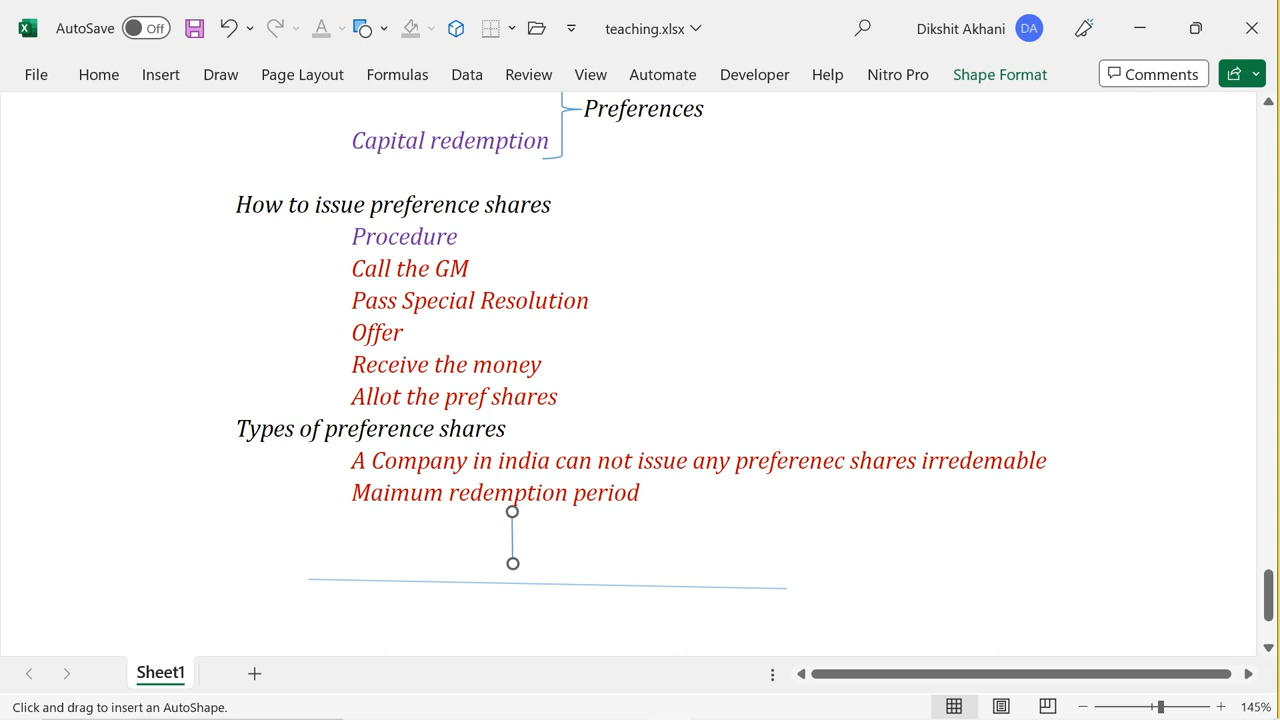 AutoSave Off teaching.xlsx Dikshit Akhani DA
File Home Insert Draw Page Layout Formulas Data Review View Automate Developer Help Nitro Pro Shape Format Comments
Preferences
Capital redemption
How to issue preference shares
Procedure
Call the GM
Pass Special Resolution
Offer
Receive the money
Allot the pref shares
Types of preference shares
A Company in india can not issue any preferenec shares irredemable
Maimum redemption period
Sheet1
Click and drag to insert an AutoShape. 145%